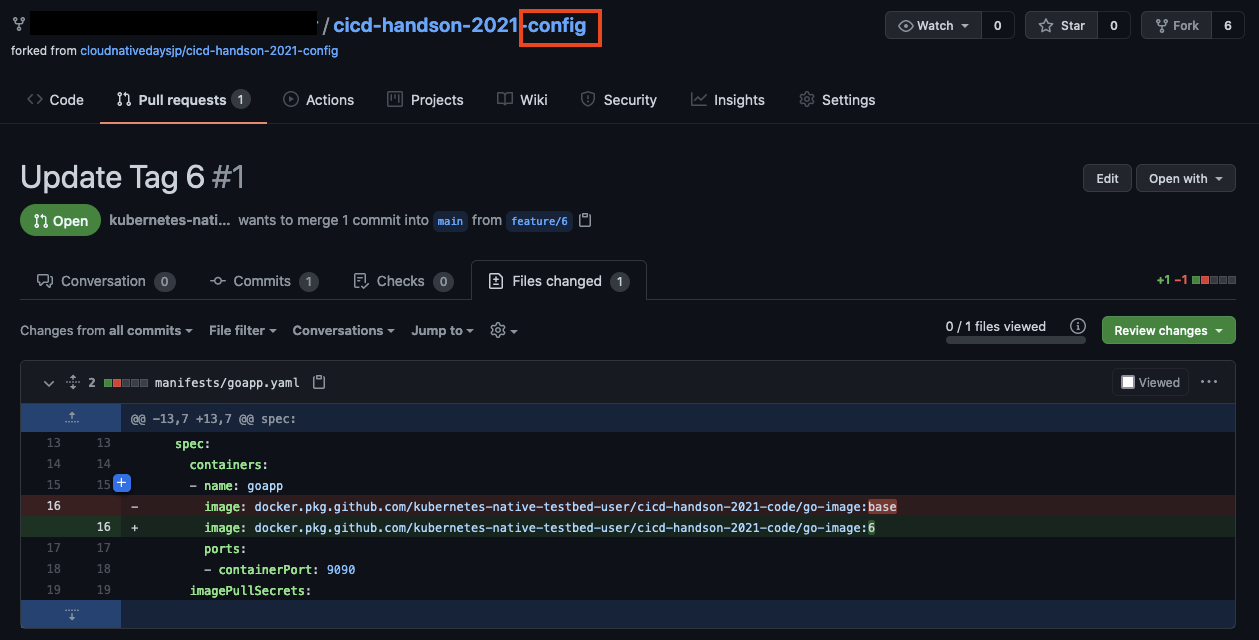 / cicd-handson-2021-config
Watch 0 Star 0 Fork 6
forked from cloudnativedaysjp/cicd-handson-2021-config
Code Pull requests 1 Actions Projects Wiki Security Insights Settings
Update Tag 6 #1
Edit Open with
Open kubernetes-nati... wants to merge 1 commit into main from feature/6
Conversation 0 Commits 1 Checks 0 Files changed 1 +1 −1
Changes from all commits File filter Conversations Jump to 0 / 1 files viewed Review changes
2 manifests/goapp.yaml Viewed ...
@@ -13,7 +13,7 @@ spec:
13 13 spec:
14 14 containers:
15 15 + - name: goapp
16 - image: docker.pkg.github.com/kubernetes-native-testbed-user/cicd-handson-2021-code/go-image:base
16 + image: docker.pkg.github.com/kubernetes-native-testbed-user/cicd-handson-2021-code/go-image:6
17 17 ports:
18 18 - containerPort: 9090
19 19 imagePullSecrets: